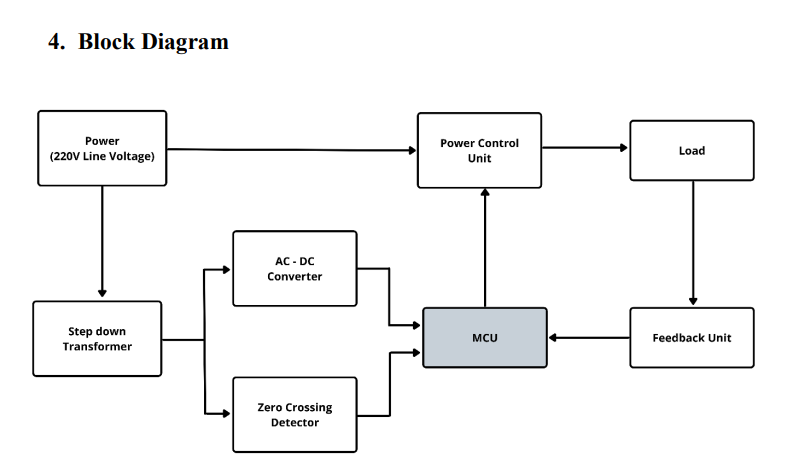 4. Block Diagram
Power
(220V Line Voltage)
Power Control
Unit
Load
AC - DC
Converter
Step down
Transformer
MCU
Feedback Unit
Zero Crossing
Detector